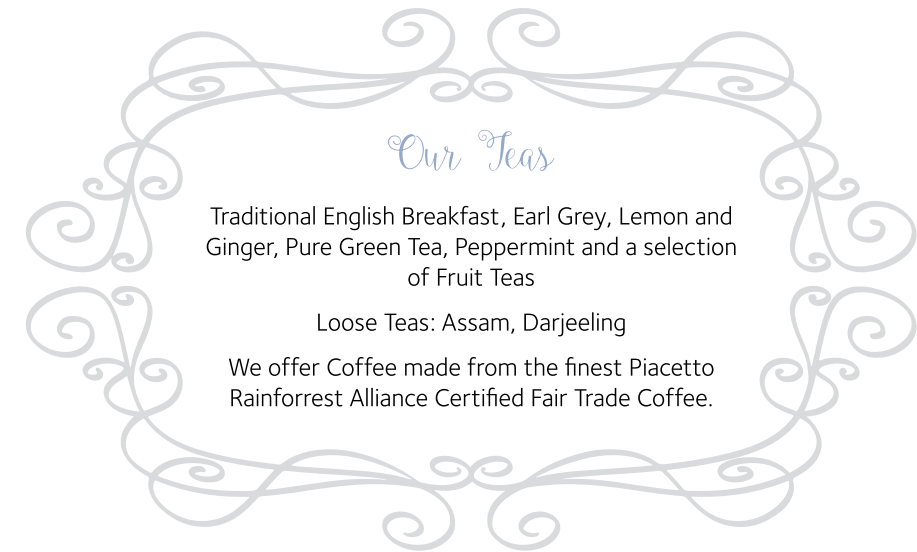 Our Teas
Traditional English Breakfast, Earl Grey, Lemon and
Ginger, Pure Green Tea, Peppermint and a selection
of Fruit Teas
Loose Teas: Assam, Darjeeling
We offer Coffee made from the finest Piacetto
Rainforrest Alliance Certified Fair Trade Coffee.